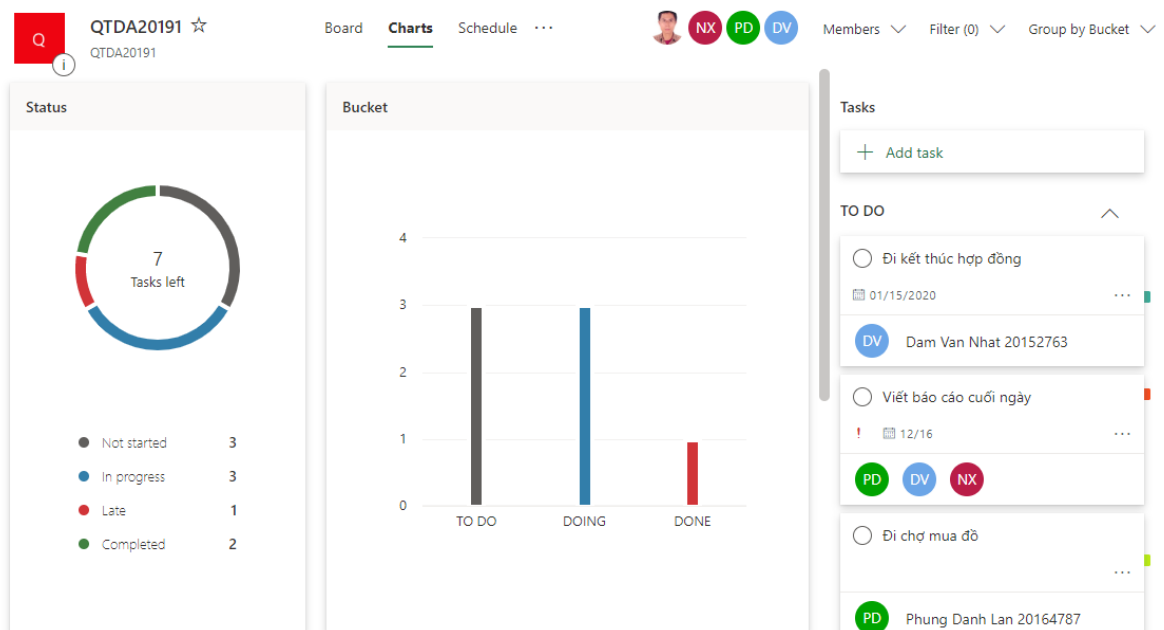 Q
i
QTDA20191
QTDA20191
Board Charts Schedule ...
NX PD DV
Members Filter (0) Group by Bucket
Status
7
Tasks left
Not started 3
In progress 3
Late 1
Completed 2
Bucket
4
3
2
1
0
TO DO DOING DONE
Tasks
+ Add task
TO DO
Đi kết thúc hợp đồng
01/15/2020 ...
DV Dam Van Nhat 20152763
Viết báo cáo cuối ngày
! 12/16 ...
PD DV NX
Đi chợ mua đồ
...
PD Phung Danh Lan 20164787